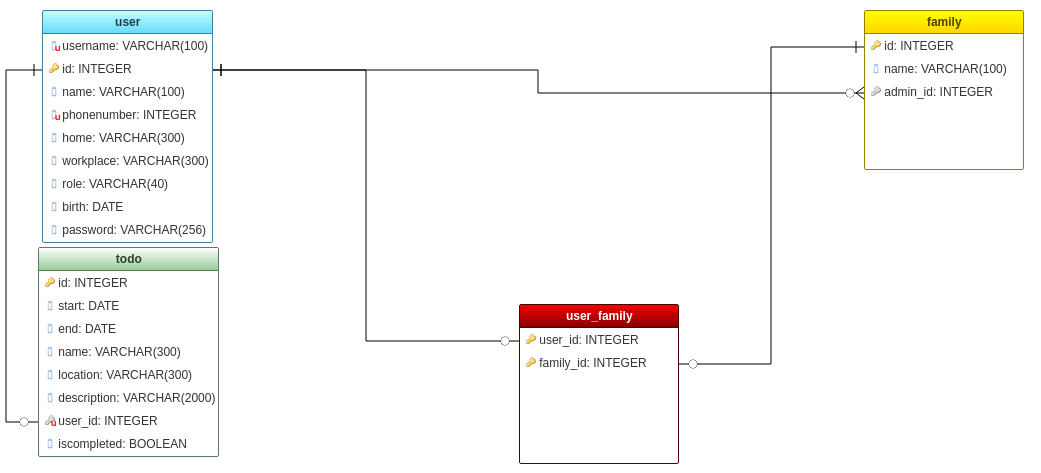 user
username: VARCHAR(100)
id: INTEGER
name: VARCHAR(100)
phonenumber: INTEGER
home: VARCHAR(300)
workplace: VARCHAR(300)
role: VARCHAR(40)
birth: DATE
password: VARCHAR(256)
todo
id: INTEGER
start: DATE
end: DATE
name: VARCHAR(300)
location: VARCHAR(300)
description: VARCHAR(2000)
user_id: INTEGER
iscompleted: BOOLEAN
user_family
user_id: INTEGER
family_id: INTEGER
family
id: INTEGER
name: VARCHAR(100)
admin_id: INTEGER